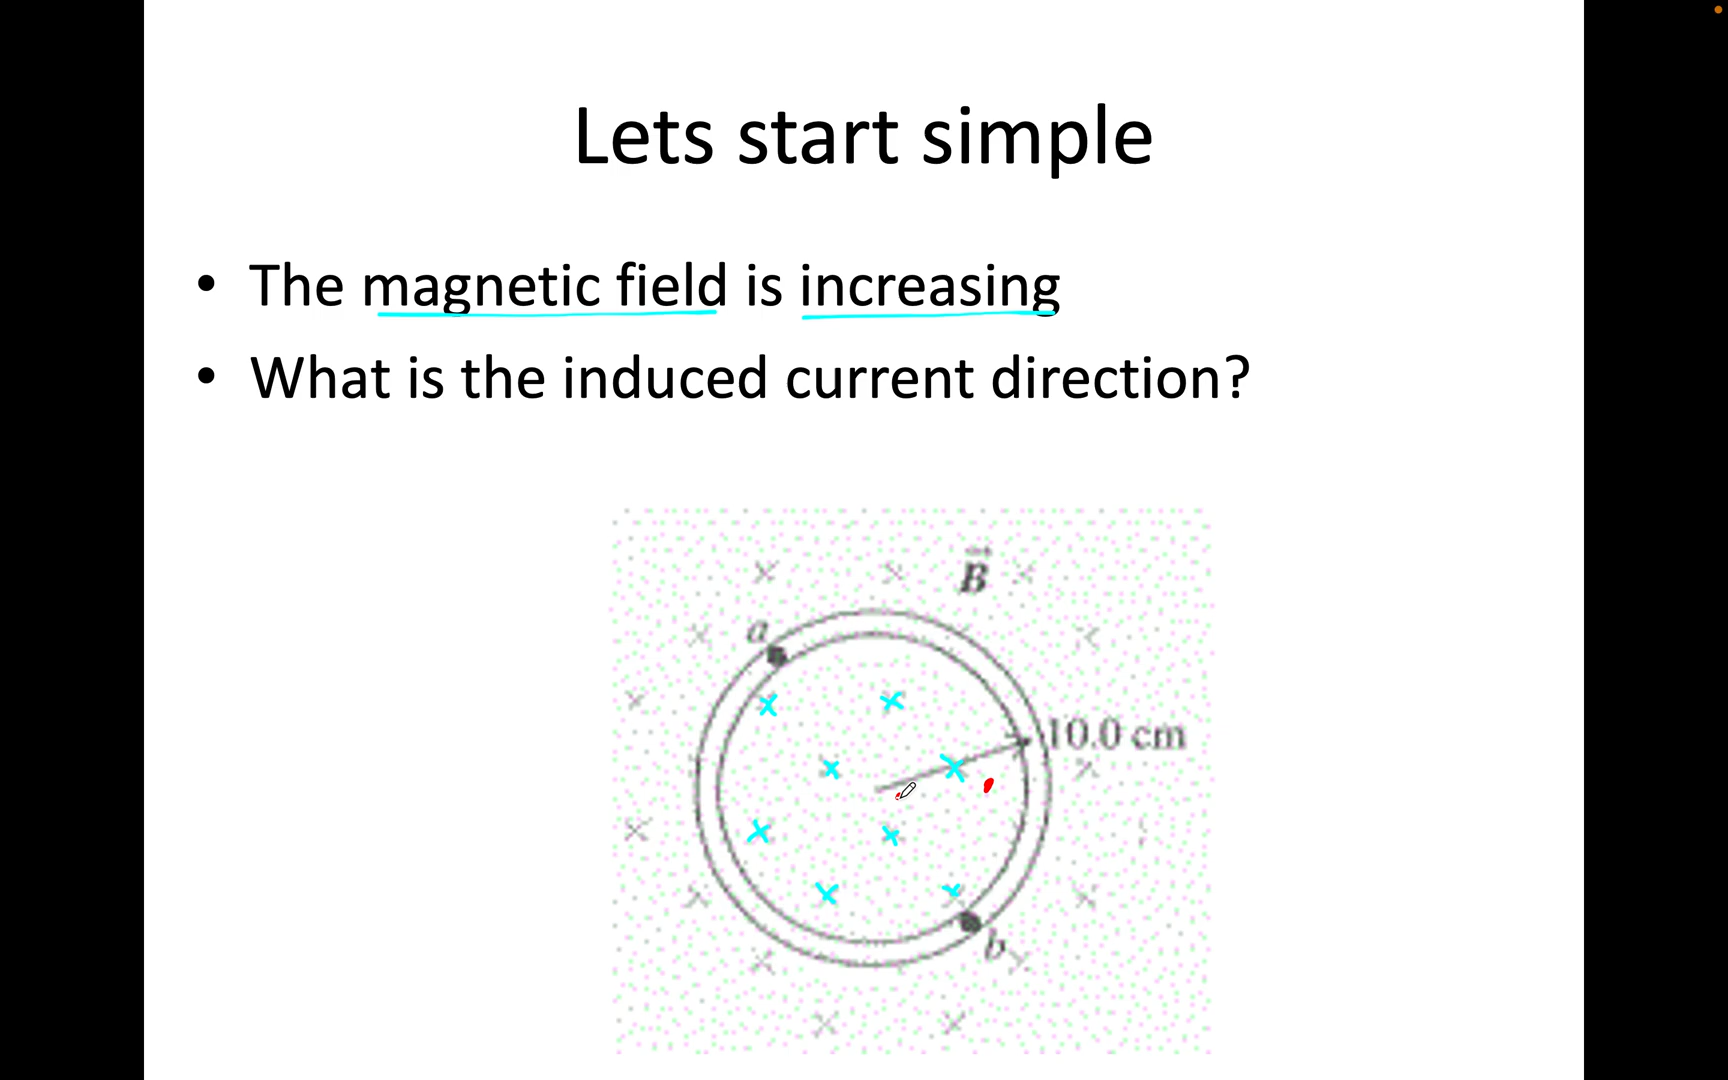 Lets start simple
• The magnetic field is increasing
• What is the induced current direction?
B
a
10.0 cm
b